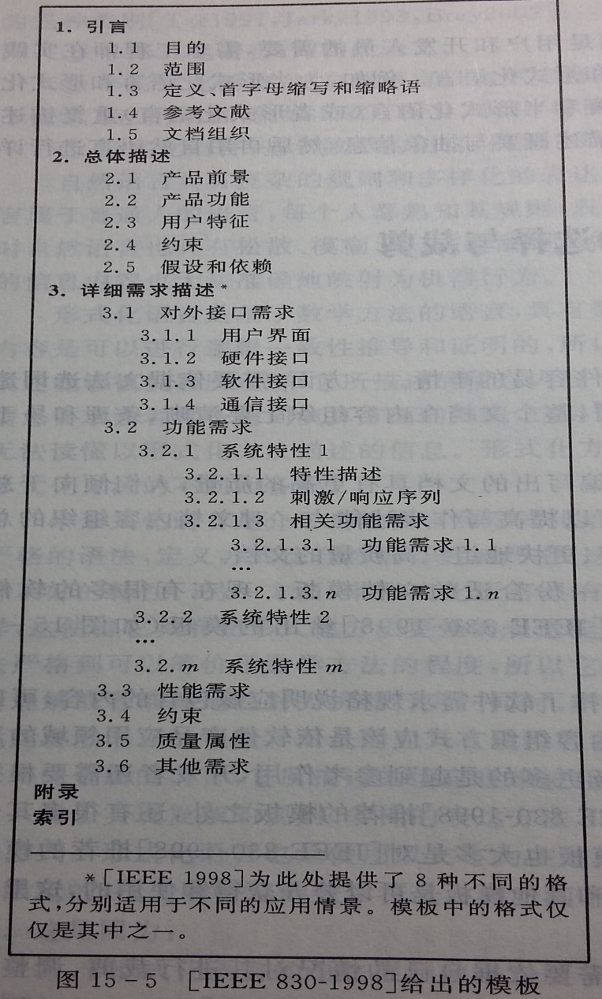 1. 引言
1.1 目的
1.2 范围
1.3 定义、首字母缩写和缩略语
1.4 参考文献
1.5 文档组织
2. 总体描述
2.1 产品前景
2.2 产品功能
2.3 用户特征
2.4 约束
2.5 假设和依赖
3. 详细需求描述*
3.1 对外接口需求
3.1.1 用户界面
3.1.2 硬件接口
3.1.3 软件接口
3.1.4 通信接口
3.2 功能需求
3.2.1 系统特性1
3.2.1.1 特性描述
3.2.1.2 刺激/响应序列
3.2.1.3 相关功能需求
3.2.1.3.1 功能需求1.1
…
3.2.1.3.n 功能需求1.n
3.2.2 系统特性2
…
3.2.m 系统特性m
3.3 性能需求
3.4 约束
3.5 质量属性
3.6 其他需求
附录
索引
*[IEEE 1998]为此处提供了8种不同的格
式,分别适用于不同的应用情景。模板中的格式仅
仅是其中之一。
图 15-5 [IEEE 830-1998]给出的模板